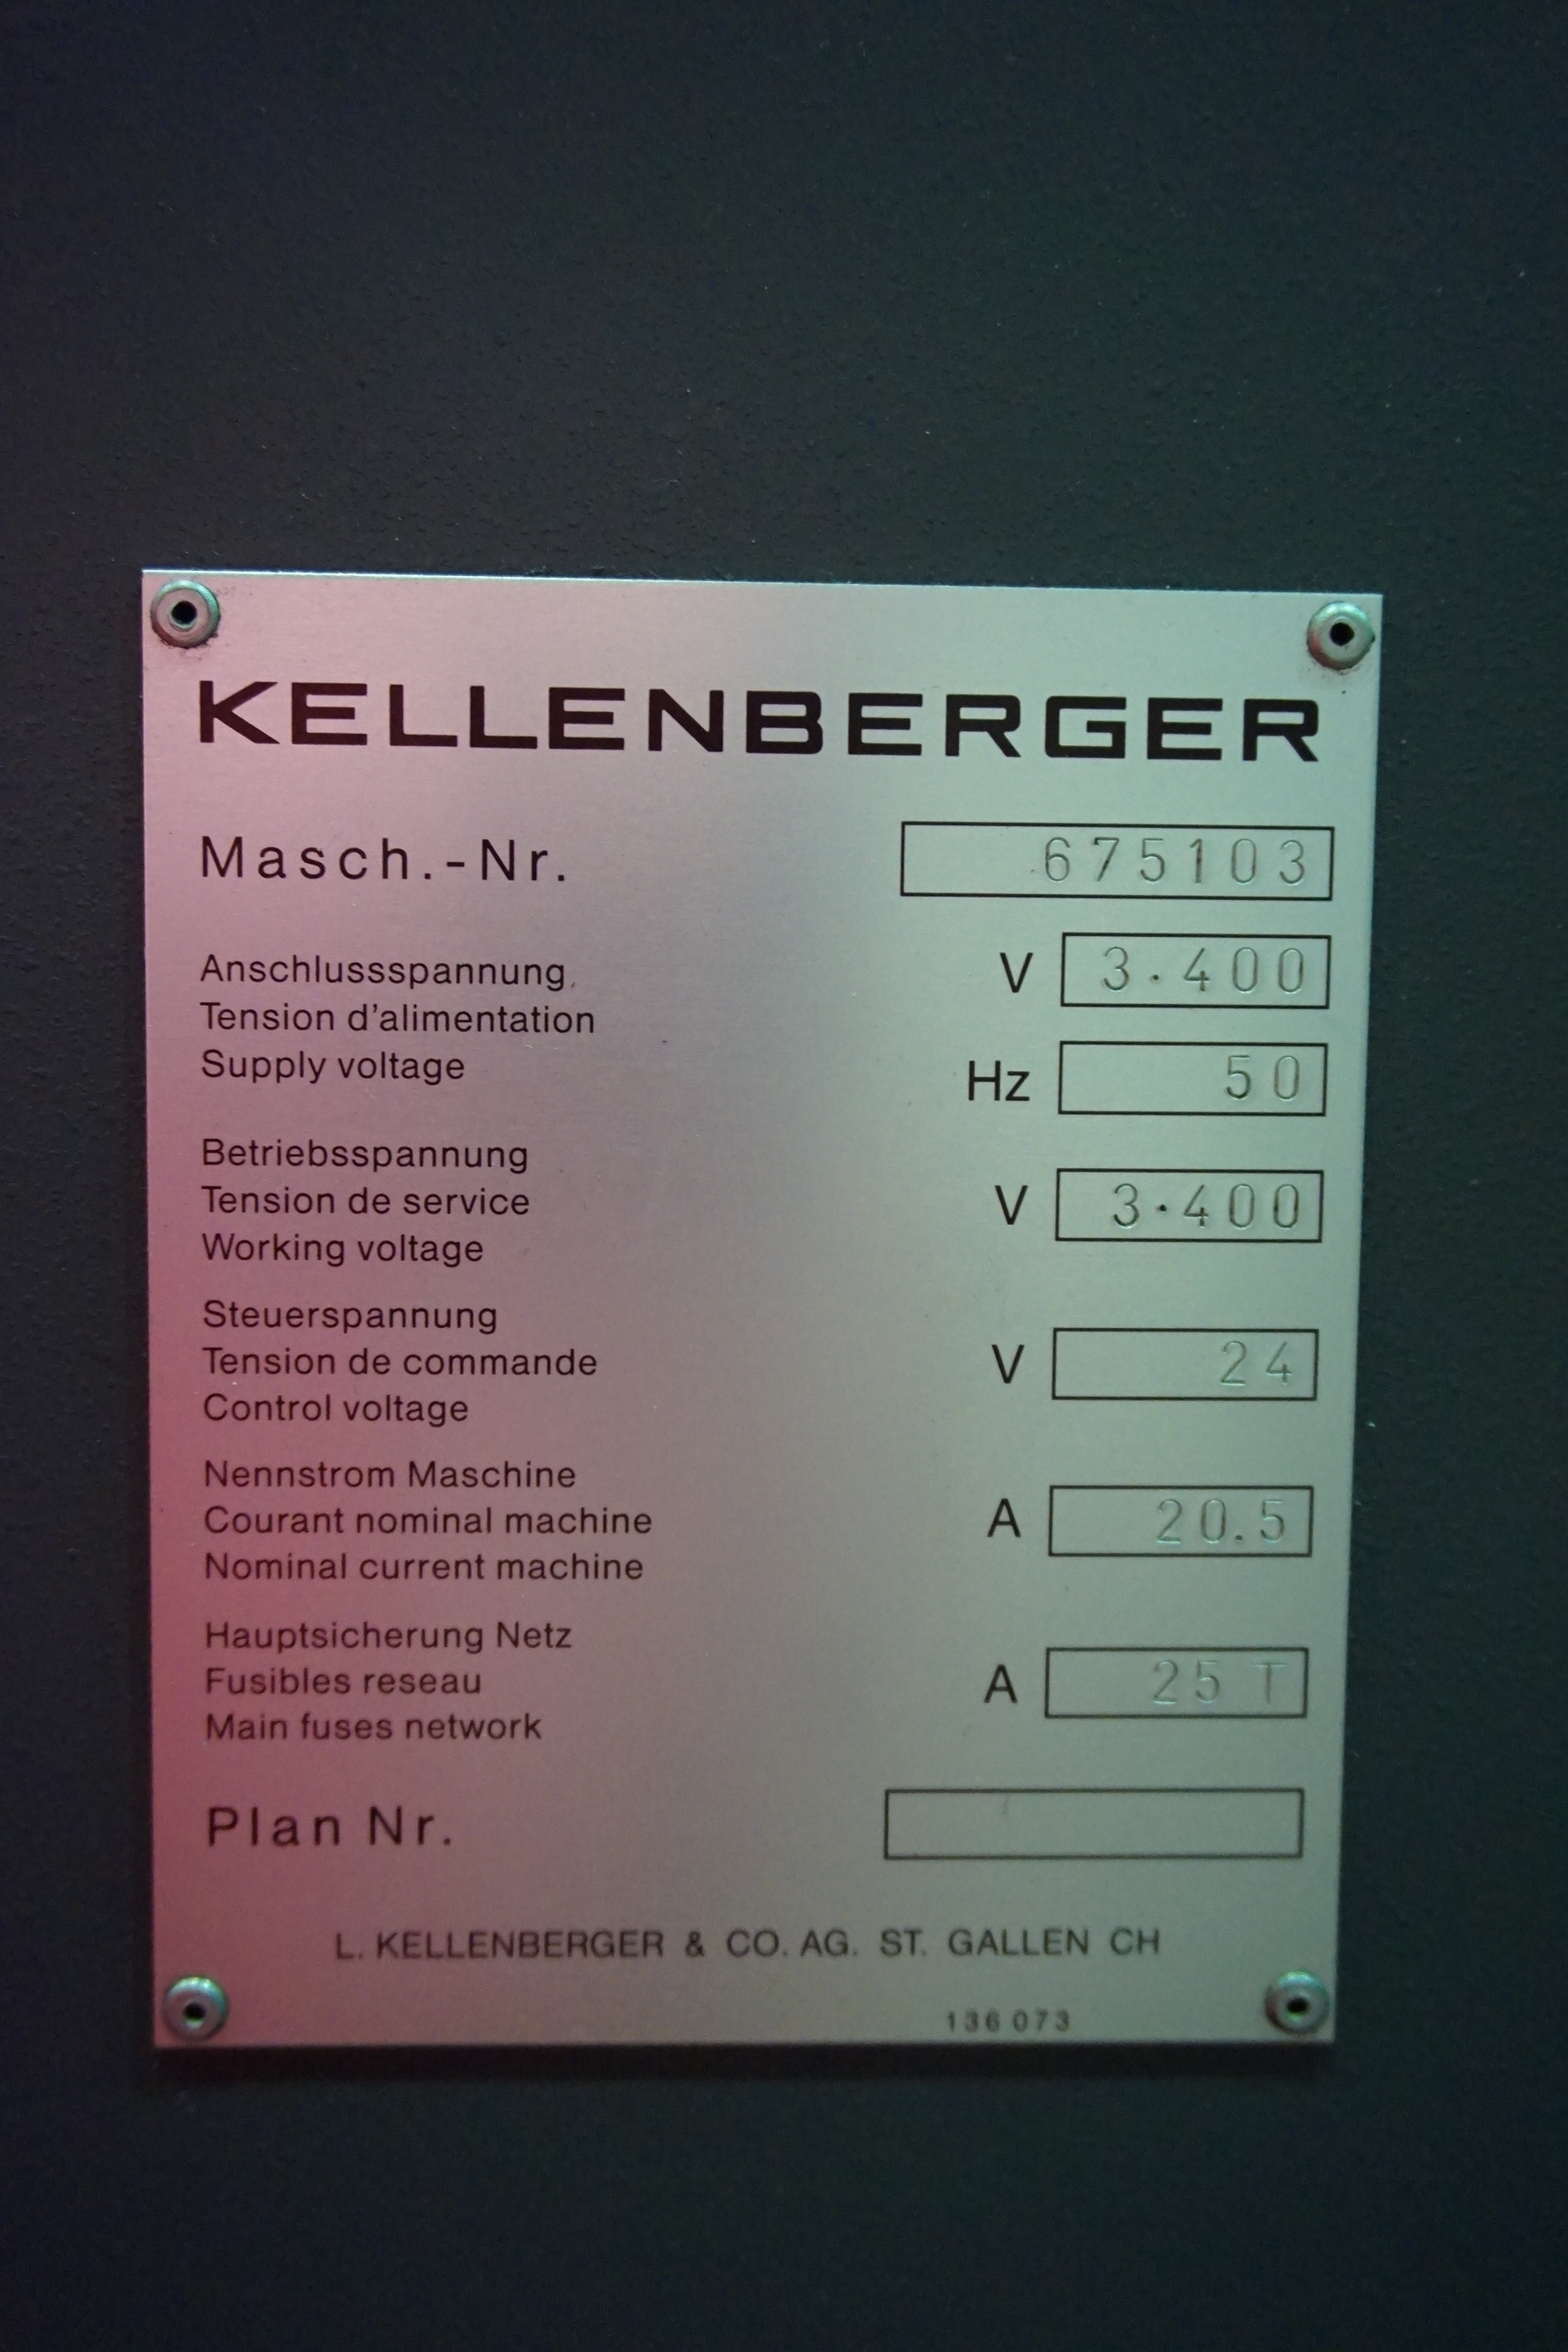 KELLENBERGER
Masch.-Nr. 675103
Anschlussspannung V 3·400
Tension d'alimentation
Supply voltage Hz 50
Betriebsspannung
Tension de service V 3·400
Working voltage
Steuerspannung
Tension de commande V 24
Control voltage
Nennstrom Maschine
Courant nominal machine A 20.5
Nominal current machine
Hauptsicherung Netz
Fusibles reseau A 25 T
Main fuses network
Plan Nr.
L. KELLENBERGER & CO. AG. ST. GALLEN CH
136 073